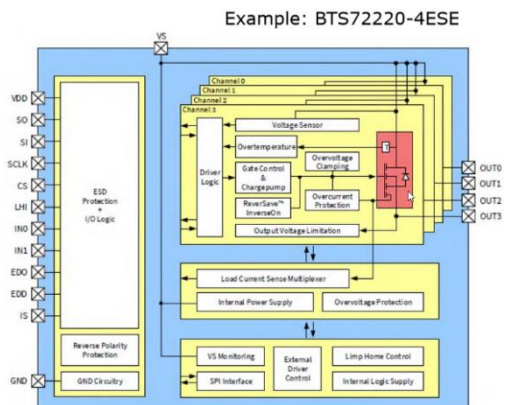 Example: BTS72220-4ESE
VS
Channel 0
Channel 1
Channel 2
Channel 3
VDD
SO
SI
SCLK
CS
LHI
IN0
IN1
EDO
EDD
IS
GND
ESD
Protection
+
I/O Logic
Reverse Polarity
Protection
GND Circuitry
Driver
Logic
Voltage Sensor
Overtemperature
T
Gate Control
&
Chargepump
Overvoltage
Clamping
Overcurrent
Protection
ReverSave™
InverseOn
Output Voltage Limitation
OUT0
OUT1
OUT2
OUT3
Load Current Sense Multiplexer
Internal Power Supply
Overvoltage Protection
VS Monitoring
SPI Interface
External
Driver
Control
Limp Home Control
Internal Logic Supply